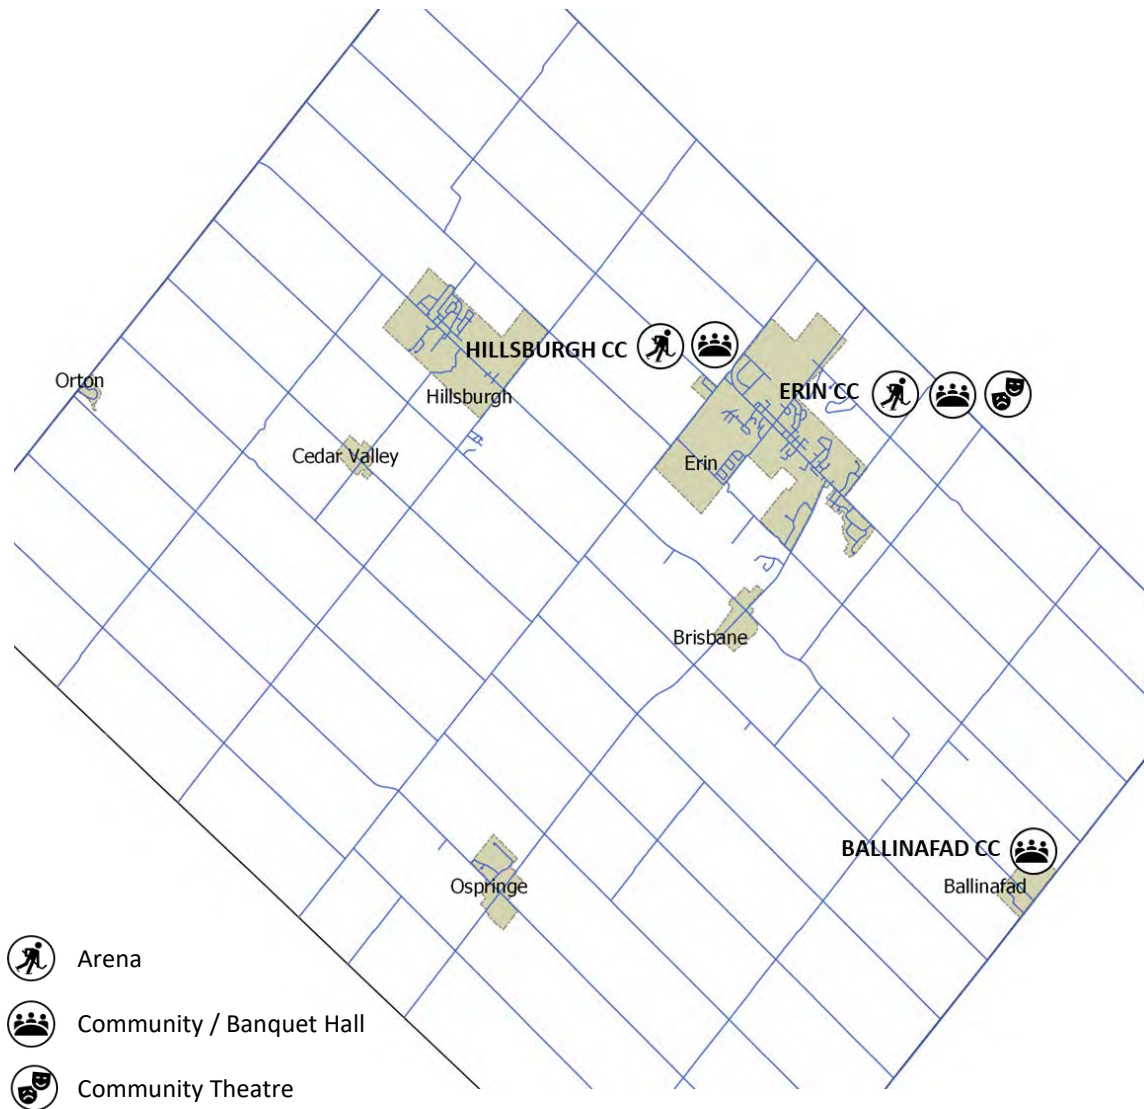 HILLSBURGH CC
Orton
ERIN CC
Hillsburgh
Cedar Valley
Erin
Brisbane
BALLINAFAD CC
Ospringe
Ballinafad
Arena
Community / Banquet Hall
Community Theatre